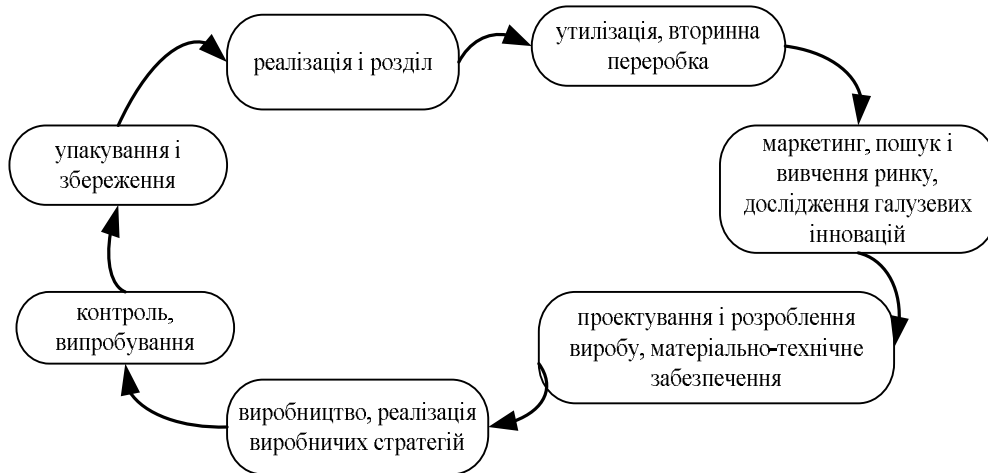 реалізація і розділ
утилізація, вторинна
переробка
упакування і
збереження
маркетинг, пошук і
вивчення ринку,
дослідження галузевих
інновацій
контроль,
випробування
проектування і розроблення
виробу, матеріально-технічне
забезпечення
виробництво, реалізація
виробничих стратегій